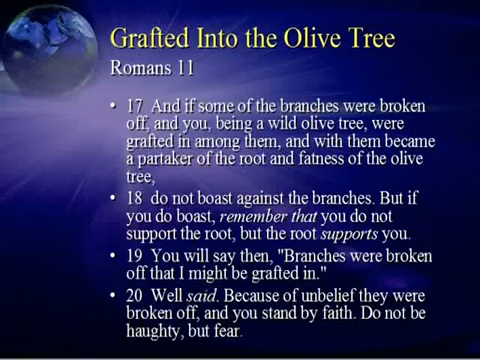 Grafted Into the Olive Tree
Romans 11
• 17 And if some of the branches were broken
off, and you, being a wild olive tree, were
grafted in among them, and with them became
a partaker of the root and fatness of the olive
tree,
• 18 do not boast against the branches. But if
you do boast, remember that you do not
support the root, but the root supports you.
• 19 You will say then, "Branches were broken
off that I might be grafted in."
• 20 Well said. Because of unbelief they were
broken off, and you stand by faith. Do not be
haughty, but fear.